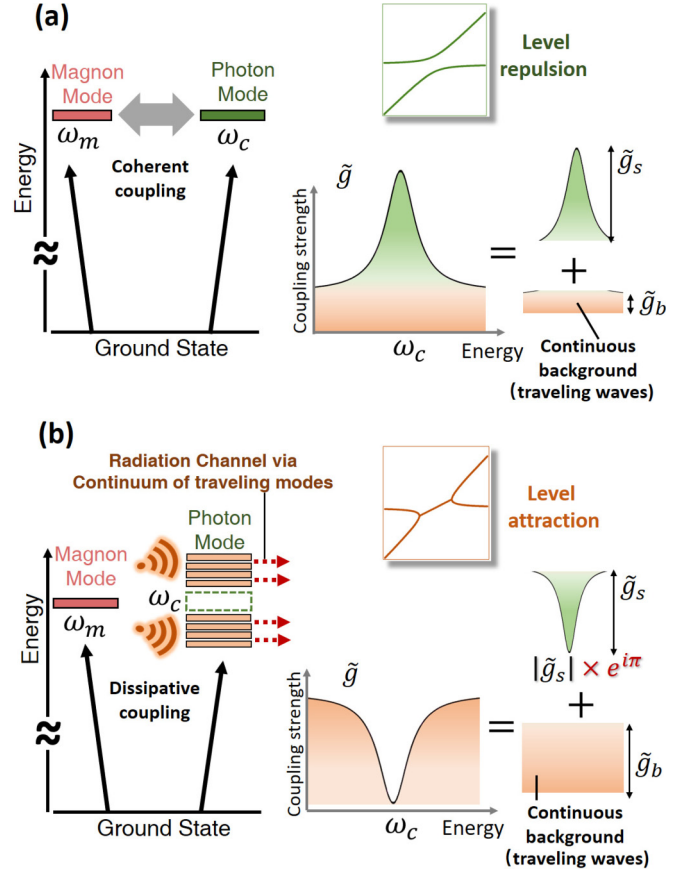 (a)
Magnon
Mode
Photon
Mode
Level
repulsion
ω_m
ω_c
Energy
Coherent
coupling
Ground State
g̃
Coupling strength
ω_c
Energy
=
g̃_s
+
g̃_b
Continuous
background
(traveling waves)
(b)
Radiation Channel via
Continuum of traveling modes
Photon
Mode
Magnon
Mode
Level
attraction
ω_c
ω_m
Energy
Dissipative
coupling
Ground State
g̃
Coupling strength
ω_c
Energy
=
g̃_s
|g̃_s| × e^{iπ}
+
g̃_b
Continuous
background
(traveling waves)